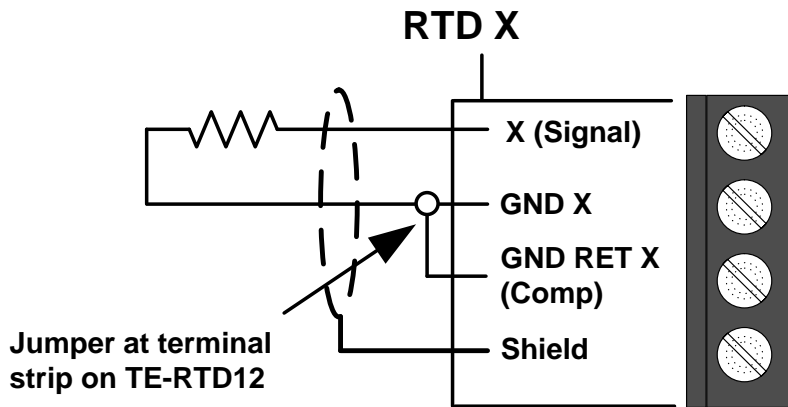 RTD X
X (Signal)
GND X
GND RET X
(Comp)
Shield
Jumper at terminal
strip on TE-RTD12